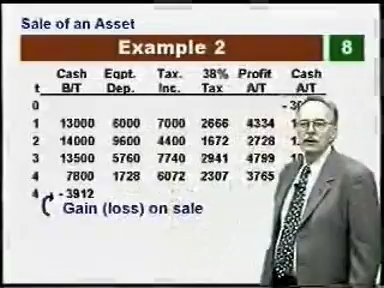 Sale of an Asset
Example 2 8
Cash Eqpt. Tax. 38% Profit Cash
t B/T Dep. Inc. Tax A/T A/T
0
1 13000 6000 7000 2666 4334
2 14000 9600 4400 1672 2728
3 13500 5760 7740 2941 4799
4 7800 1728 6072 2307 3765
4 - 3912
Gain (loss) on sale